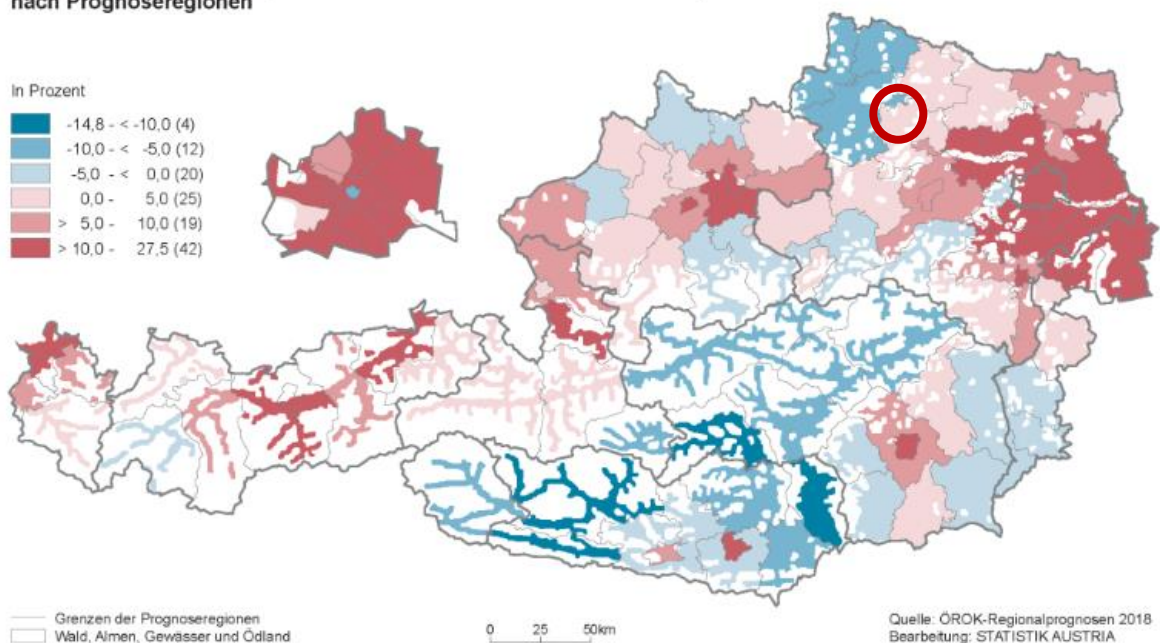 nach Prognoseregionen
In Prozent
-14,8 - < -10,0 (4)
-10,0 - < -5,0 (12)
-5,0 - < 0,0 (20)
0,0 - 5,0 (25)
> 5,0 - 10,0 (19)
> 10,0 - 27,5 (42)
Grenzen der Prognoseregionen
Wald, Almen, Gewässer und Ödland
0 25 50km
Quelle: ÖROK-Regionalprognosen 2018
Bearbeitung: STATISTIK AUSTRIA